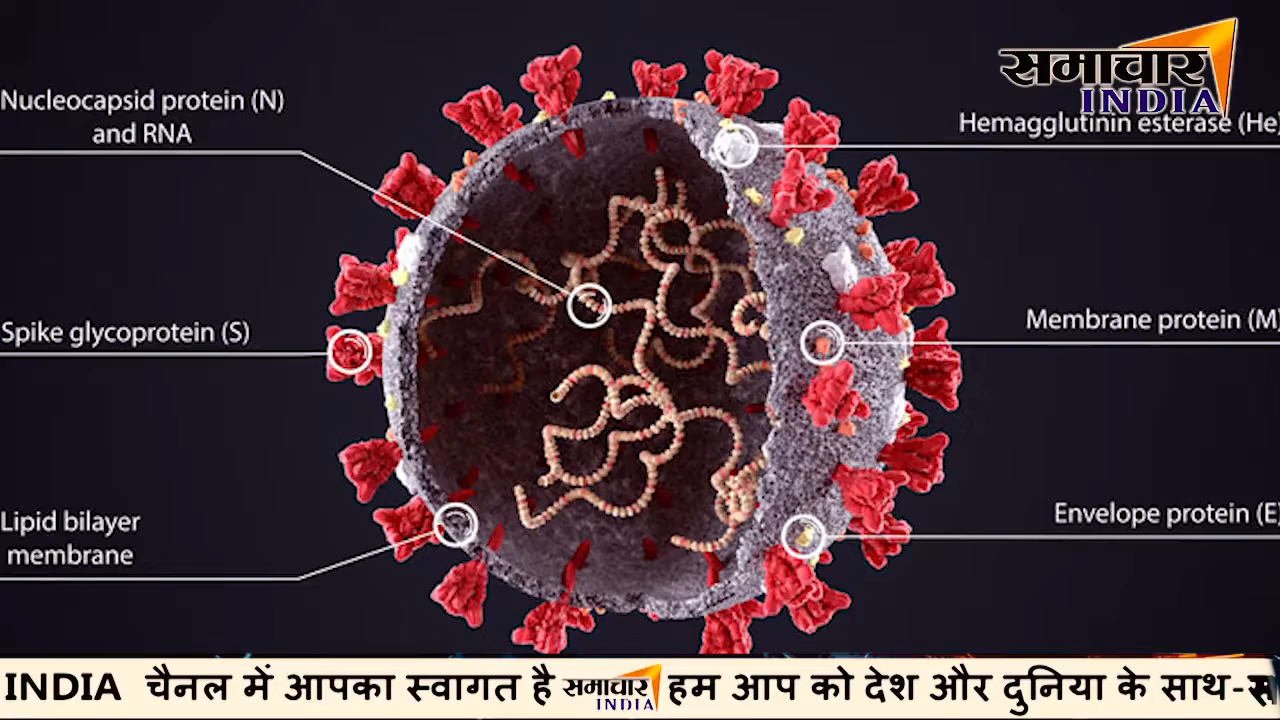 समाचार
INDIA
Nucleocapsid protein (N)
and RNA
Hemagglutinin esterase (He
Spike glycoprotein (S)
Membrane protein (M
Lipid bilayer
membrane
Envelope protein (E
INDIA चैनल में आपका स्वागत है समाचार INDIA हम आप को देश और दुनिया के साथ-